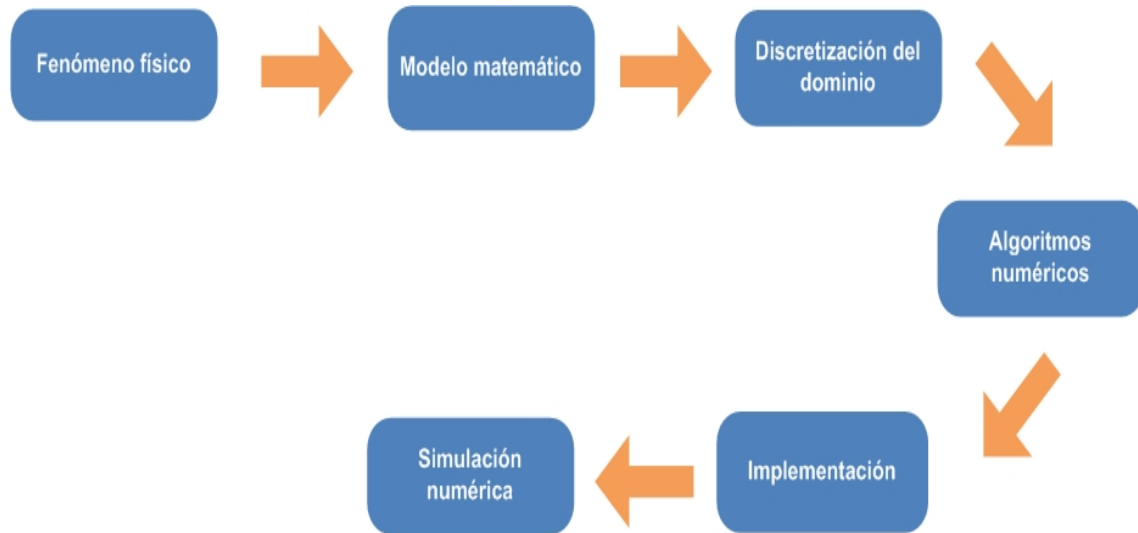 Fenómeno físico
Modelo matemático
Discretización del
dominio
Algoritmos
numéricos
Implementación
Simulación
numérica